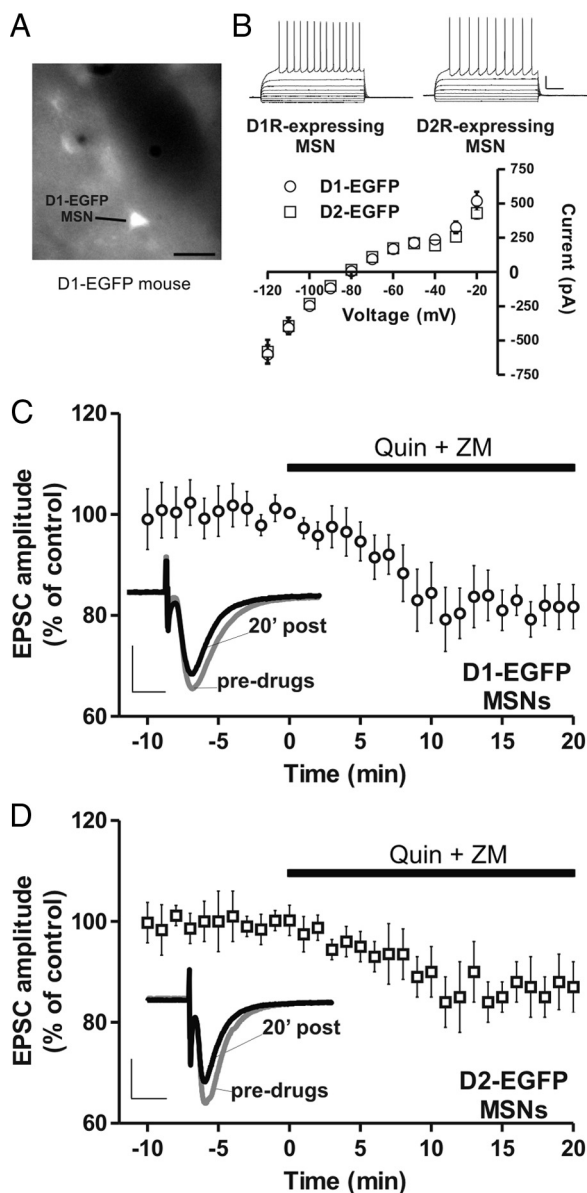 A
D1-EGFP
MSN
D1-EGFP mouse
B
D1R-expressing
MSN
D2R-expressing
MSN
D1-EGFP
D2-EGFP
750
500
250
0
-250
-500
-750
Current (pA)
-120 -100 -80 -60 -40 -20
Voltage (mV)
C
120
100
80
60
EPSC amplitude
(% of control)
Quin + ZM
20' post
pre-drugs
D1-EGFP
MSNs
-10 -5 0 5 10 15 20
Time (min)
D
120
100
80
60
EPSC amplitude
(% of control)
Quin + ZM
20' post
pre-drugs
D2-EGFP
MSNs
-10 -5 0 5 10 15 20
Time (min)